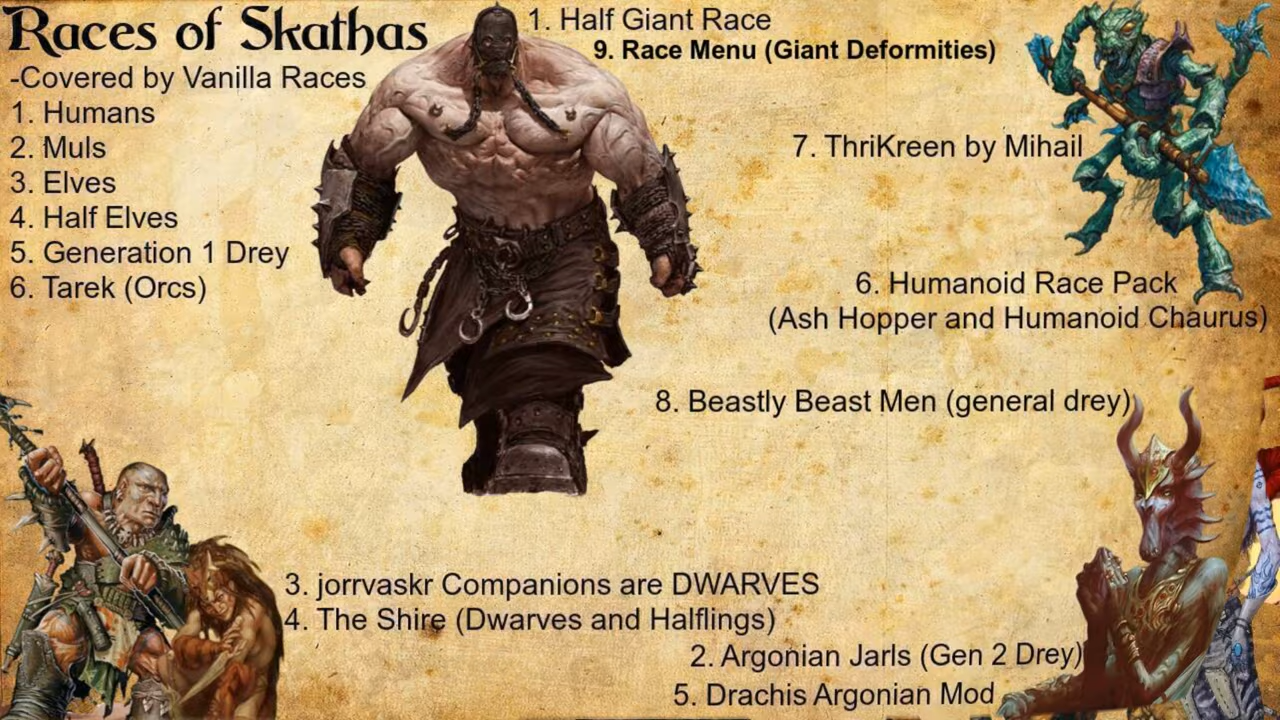 Races of Skathas
-Covered by Vanilla Races
1. Humans
2. Muls
3. Elves
4. Half Elves
5. Generation 1 Drey
6. Tarek (Orcs)
1. Half Giant Race
9. Race Menu (Giant Deformities)
7. ThriKreen by Mihail
6. Humanoid Race Pack
(Ash Hopper and Humanoid Chaurus)
8. Beastly Beast Men (general drey)
3. jorrvaskr Companions are DWARVES
4. The Shire (Dwarves and Halflings)
2. Argonian Jarls (Gen 2 Drey)
5. Drachis Argonian Mod